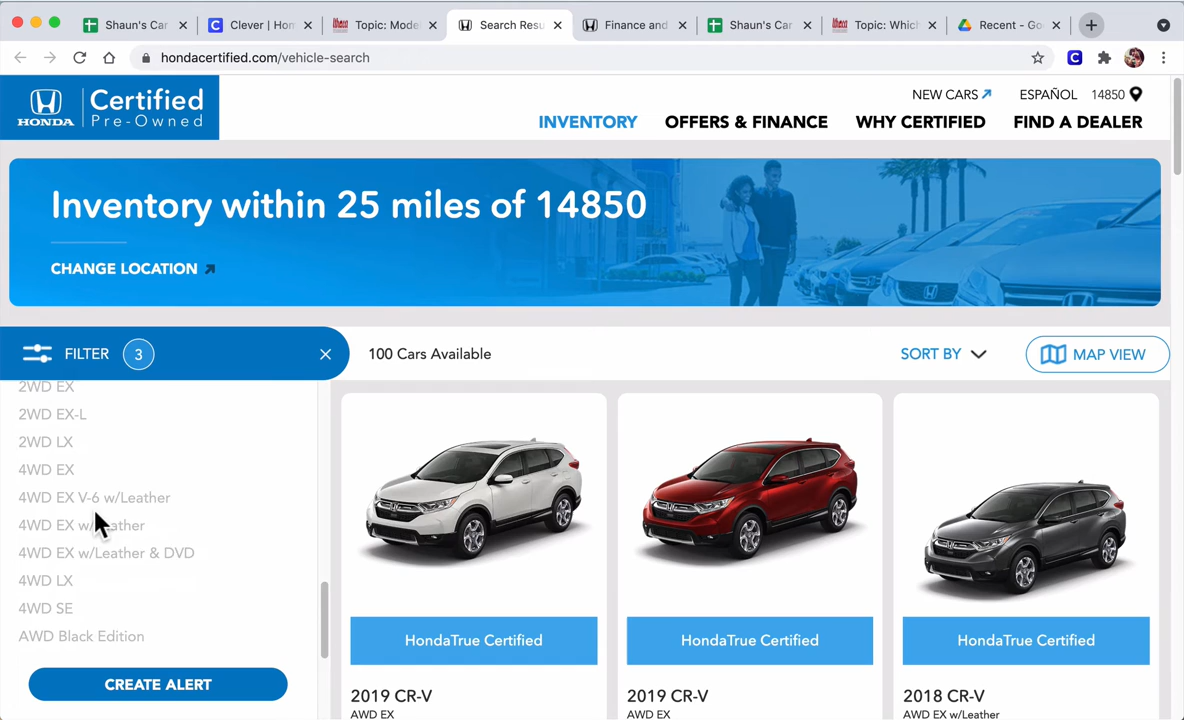 Shaun's Car
Clever | Hom
Topic: Mode
Search Resu
Finance and
Shaun's Car
Topic: Which
Recent - Go
hondacertified.com/vehicle-search
HONDA
Certified
Pre-Owned
NEW CARS
ESPAÑOL
14850
INVENTORY
OFFERS & FINANCE
WHY CERTIFIED
FIND A DEALER
Inventory within 25 miles of 14850
CHANGE LOCATION
FILTER 3
100 Cars Available
SORT BY
MAP VIEW
2WD EX
2WD EX-L
2WD LX
4WD EX
4WD EX V-6 w/Leather
4WD EX w/Leather
4WD EX w/Leather & DVD
4WD LX
4WD SE
AWD Black Edition
CREATE ALERT
HondaTrue Certified
2019 CR-V
AWD EX
HondaTrue Certified
2019 CR-V
AWD EX
HondaTrue Certified
2018 CR-V
AWD EX w/Leather